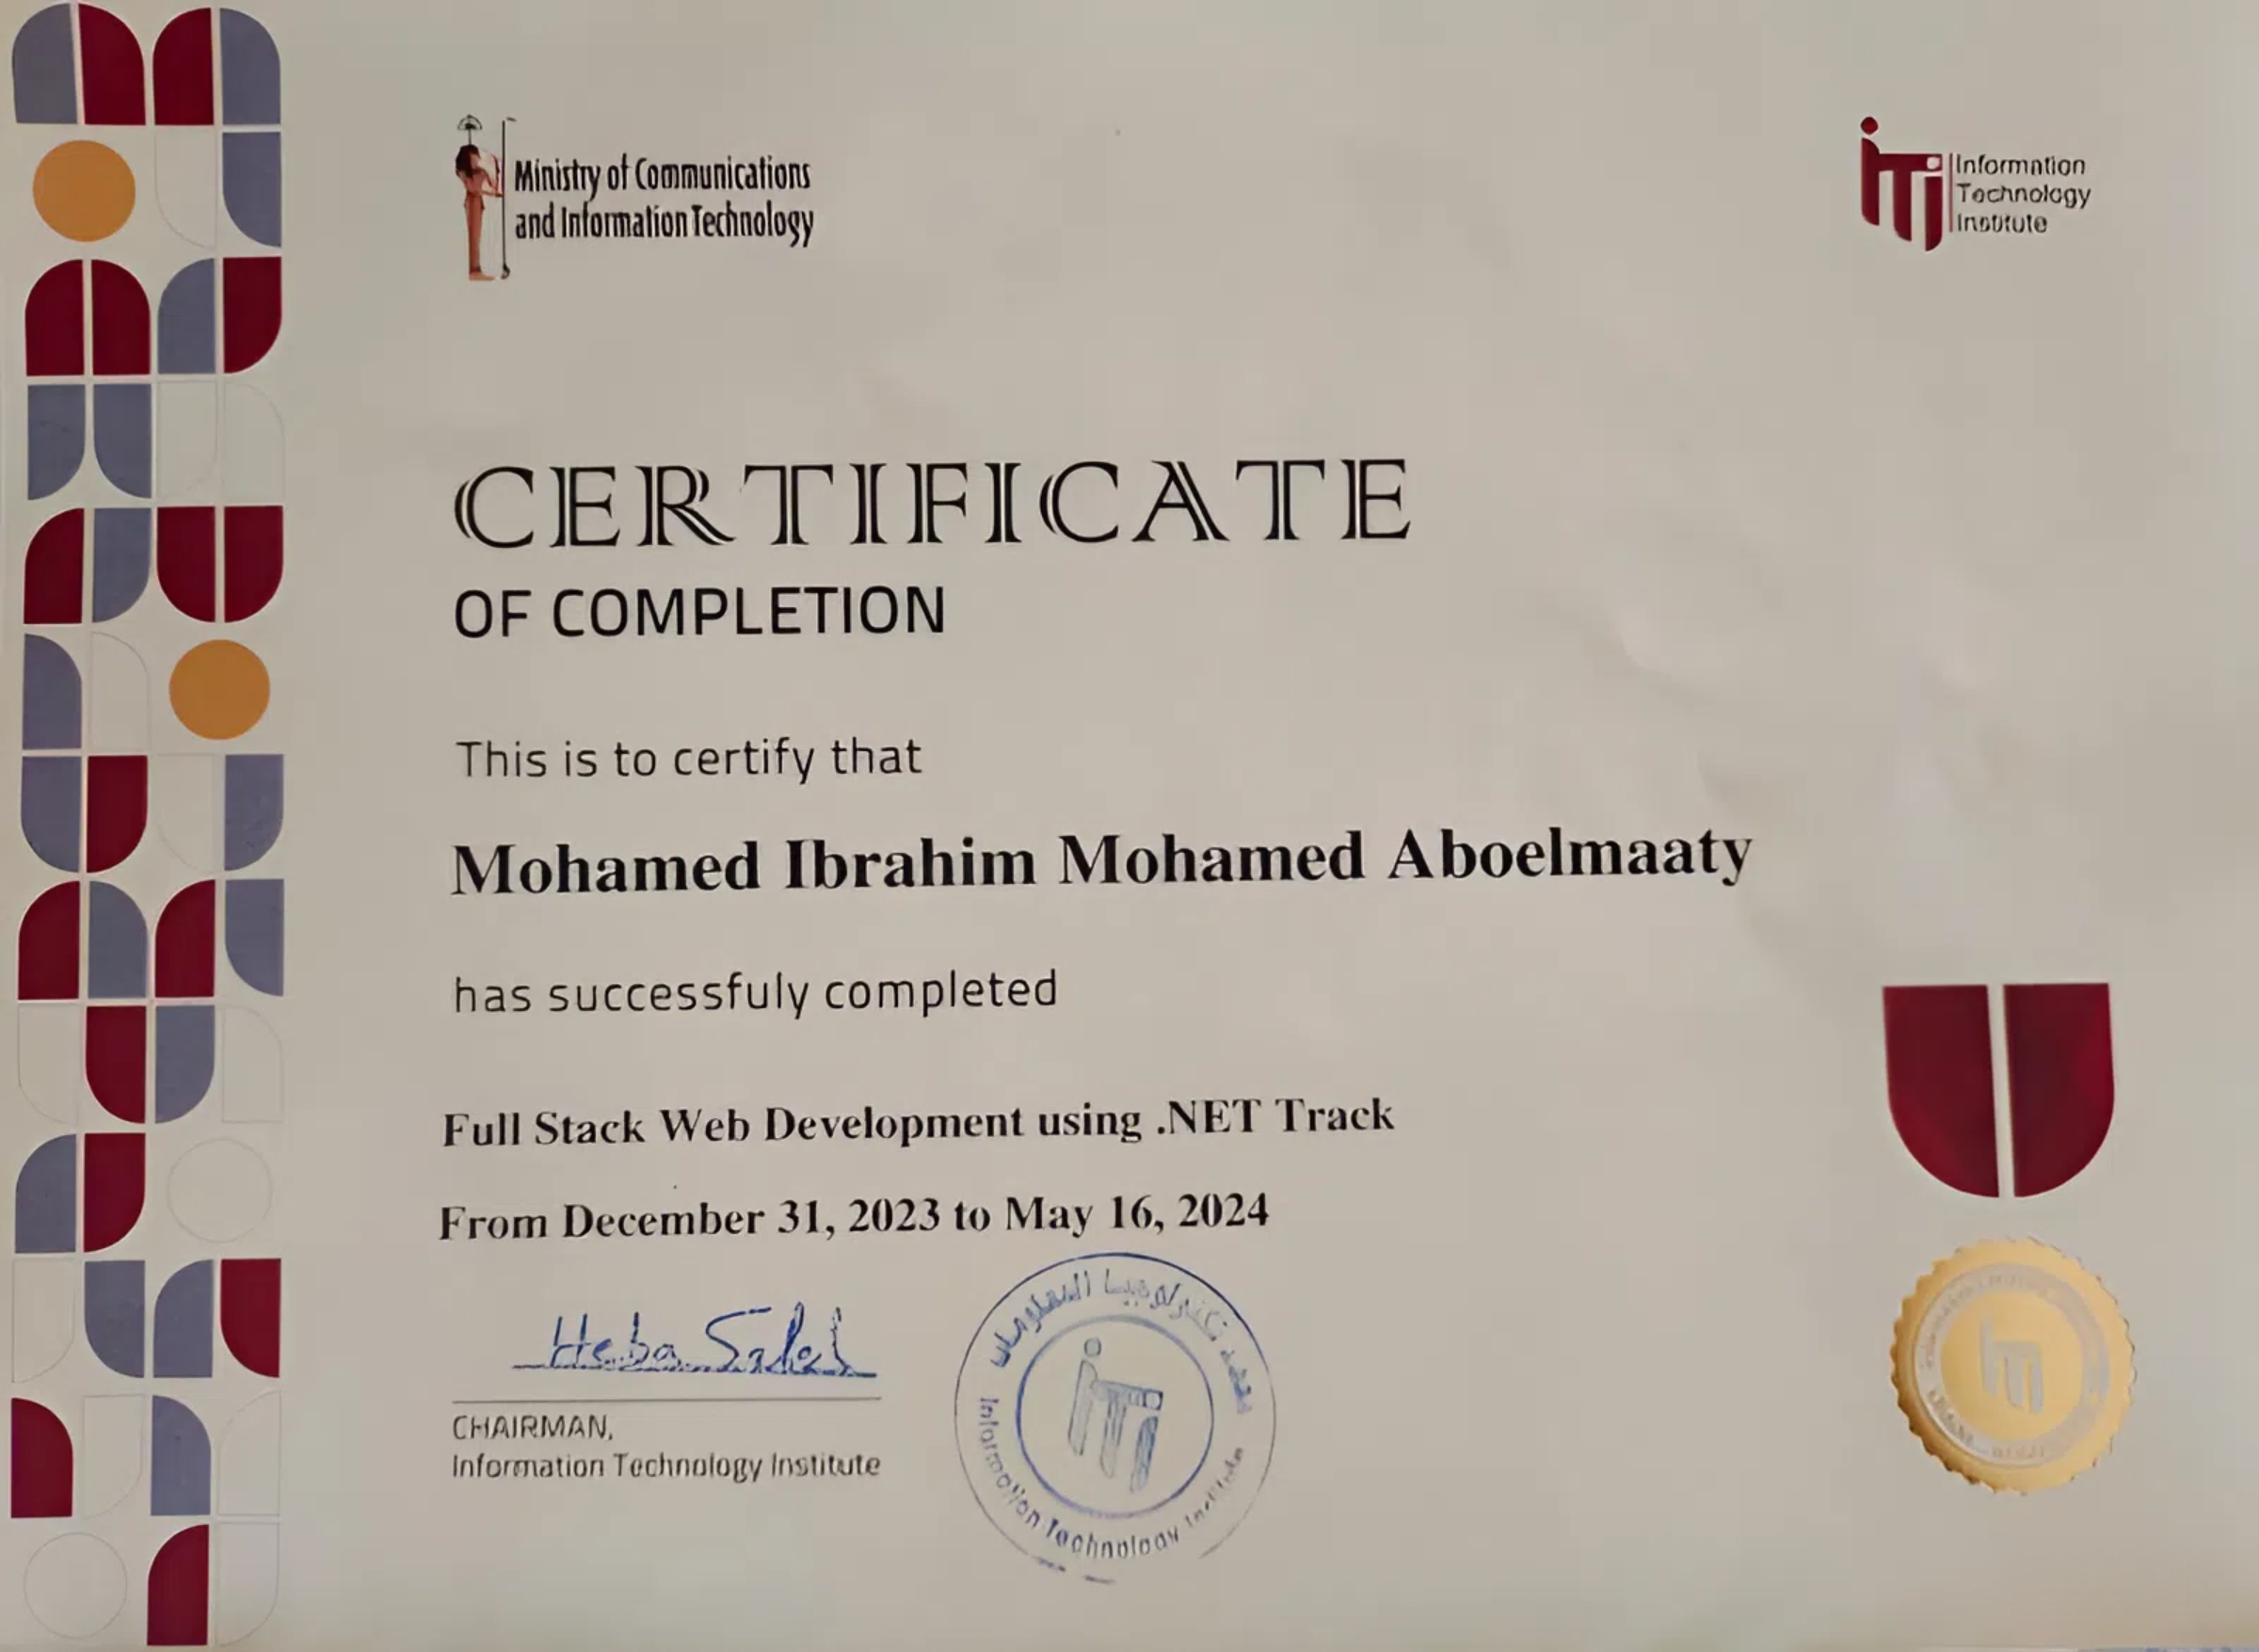 Ministry of Communications
and Information Technology
iTi
Information
Technology
Institute
CERTIFICATE
OF COMPLETION
This is to certify that
Mohamed Ibrahim Mohamed Aboelmaaty
has successfuly completed
Full Stack Web Development using .NET Track
From December 31, 2023 to May 16, 2024
Heba Saleh
CHAIRMAN,
Information Technology Institute
معهد تكنولوجيا المعلومات
iTi
Information Technology Institute